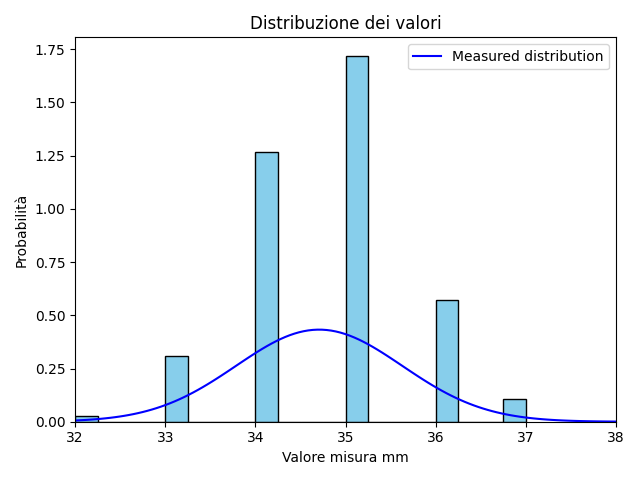 Distribuzione dei valori
Measured distribution
1.75
1.50
1.25
1.00
0.75
0.50
0.25
0.00
Probabilità
32 33 34 35 36 37 38
Valore misura mm